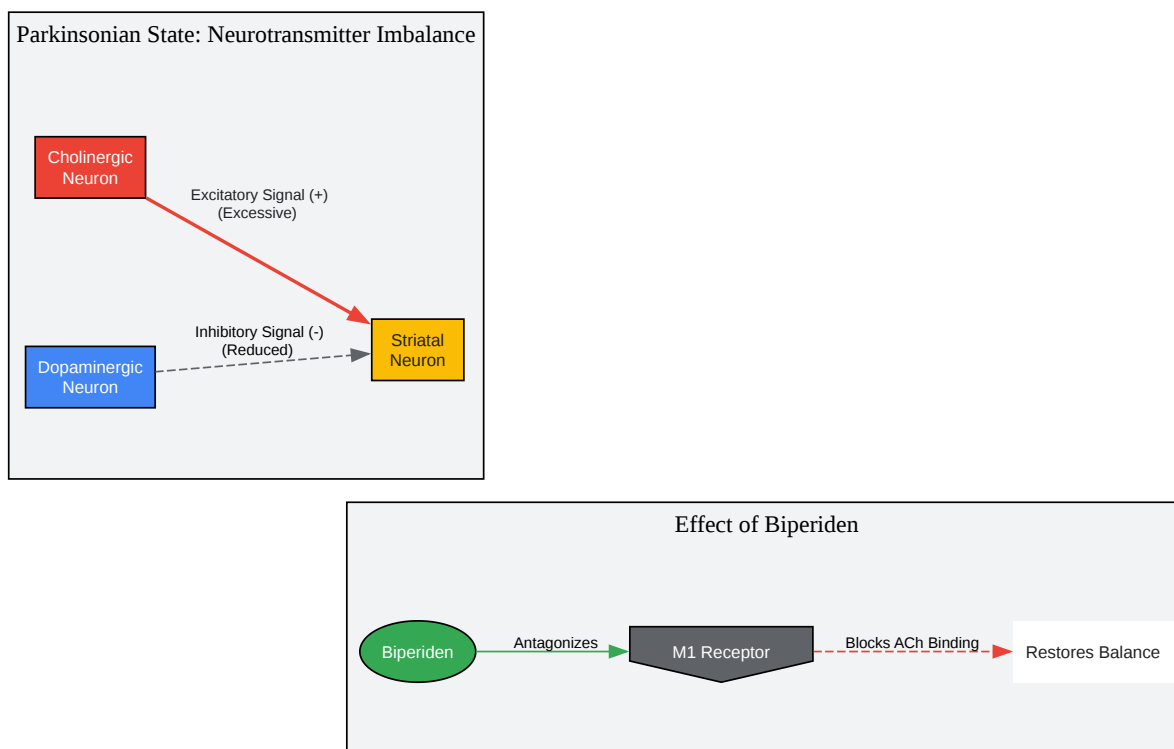 Parkinsonian State: Neurotransmitter Imbalance
Cholinergic
Neuron
Excitatory Signal (+)
(Excessive)
Inhibitory Signal (-)
(Reduced)
Striatal
Neuron
Dopaminergic
Neuron
Effect of Biperiden
Biperiden
Antagonizes
M1 Receptor
Blocks ACh Binding
Restores Balance